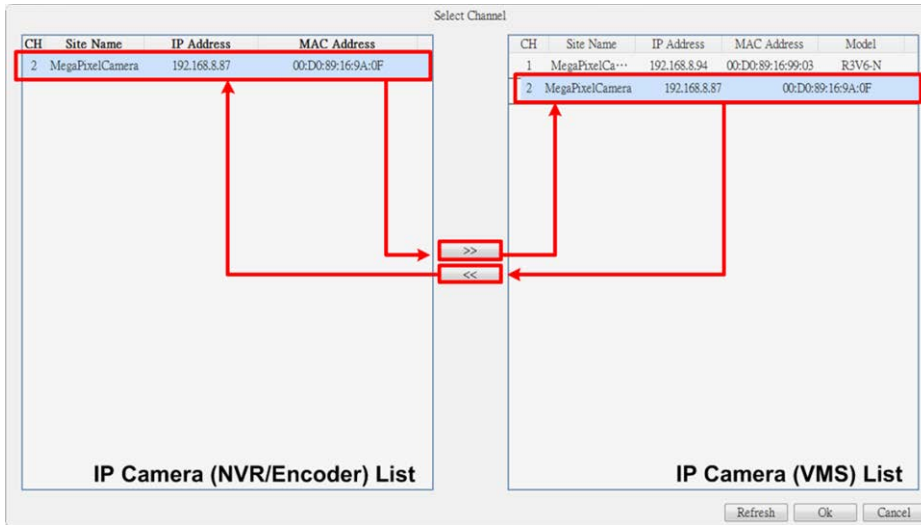 Select Channel
CH Site Name IP Address MAC Address
2 MegaPixelCamera 192.168.8.87 00:D0:89:16:9A:0F
CH Site Name IP Address MAC Address Model
1 MegaPixelCa··· 192.168.8.94 00:D0:89:16:99:03 R3V6-N
2 MegaPixelCamera 192.168.8.87 00:D0:89:16:9A:0F
>>
<<
IP Camera (NVR/Encoder) List
IP Camera (VMS) List
Refresh Ok Cancel